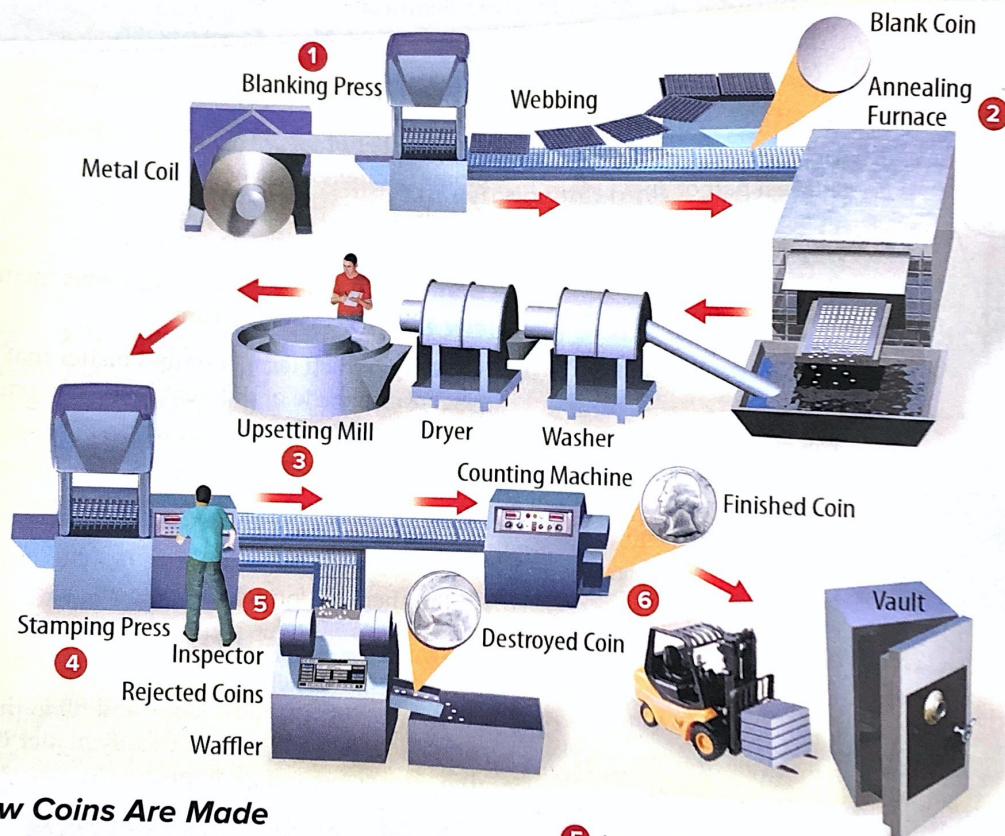 1
Blanking Press
Metal Coil
Webbing
Blank Coin
Annealing
Furnace
2
Upsetting Mill
3
Dryer
Washer
Counting Machine
Finished Coin
Stamping Press
4
5
Inspector
Rejected Coins
Waffler
Destroyed Coin
6
Vault
w Coins Are Made
5